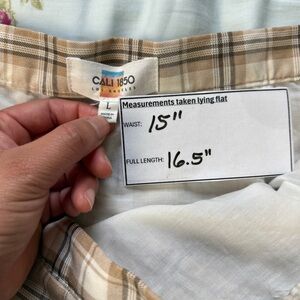 CALI 1850
LOS ANGELES
L
Measurements taken lying flat
WAIST: 15"
FULL LENGTH: 16.5"